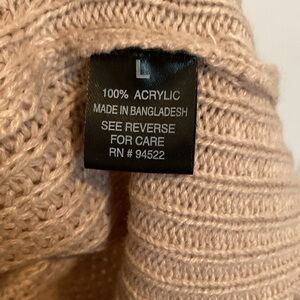 L
100% ACRYLIC
MADE IN BANGLADESH
SEE REVERSE
FOR CARE
RN # 94522